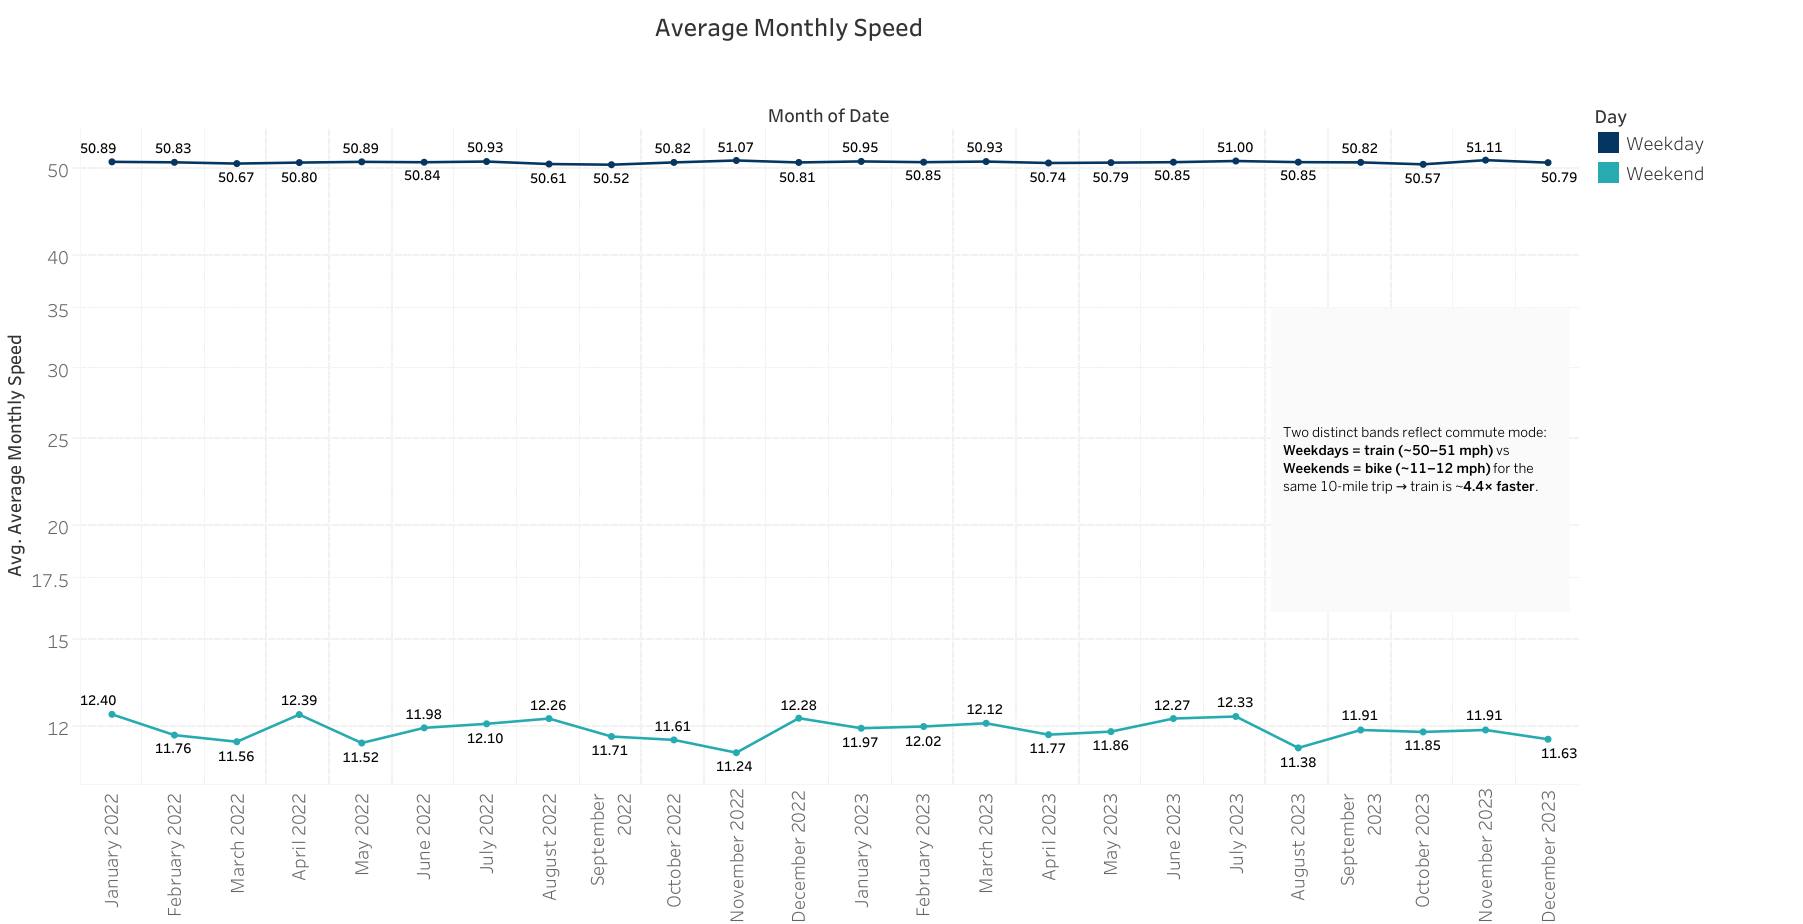 Average Monthly Speed
Month of Date
Day
Weekday
Weekend
Avg. Average Monthly Speed
50
40
35
30
25
20
17.5
15
12
50.89
50.83
50.67
50.80
50.89
50.84
50.93
50.61
50.52
50.82
51.07
50.81
50.95
50.85
50.93
50.74
50.79
50.85
51.00
50.85
50.82
50.57
51.11
50.79
Two distinct bands reflect commute mode:
Weekdays = train (~50–51 mph) vs
Weekends = bike (~11–12 mph) for the
same 10-mile trip → train is ~4.4× faster.
12.40
11.76
11.56
12.39
11.52
11.98
12.10
12.26
11.71
11.61
11.24
12.28
11.97
12.02
12.12
11.77
11.86
12.27
12.33
11.38
11.91
11.85
11.91
11.63
January 2022
February 2022
March 2022
April 2022
May 2022
June 2022
July 2022
August 2022
September
2022
October 2022
November 2022
December 2022
January 2023
February 2023
March 2023
April 2023
May 2023
June 2023
July 2023
August 2023
September
2023
October 2023
November 2023
December 2023